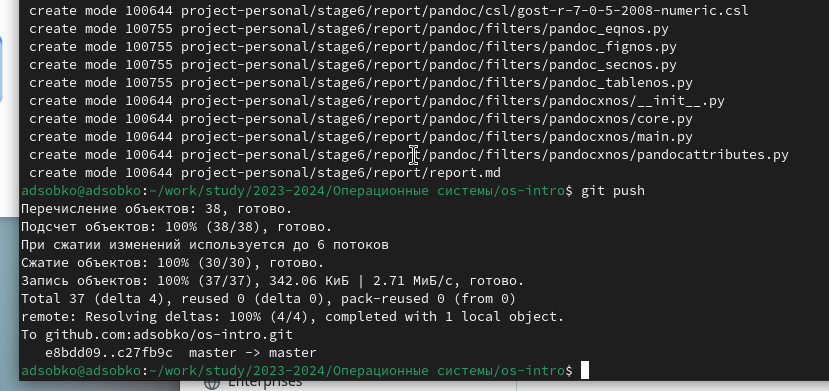 create mode 100644 project-personal/stage6/report/pandoc/csl/gost-r-7-0-5-2008-numeric.csl
create mode 100755 project-personal/stage6/report/pandoc/filters/pandoc_eqnos.py
create mode 100755 project-personal/stage6/report/pandoc/filters/pandoc_fignos.py
create mode 100755 project-personal/stage6/report/pandoc/filters/pandoc_secnos.py
create mode 100755 project-personal/stage6/report/pandoc/filters/pandoc_tablenos.py
create mode 100644 project-personal/stage6/report/pandoc/filters/pandocxnos/__init__.py
create mode 100644 project-personal/stage6/report/pandoc/filters/pandocxnos/core.py
create mode 100644 project-personal/stage6/report/pandoc/filters/pandocxnos/main.py
create mode 100644 project-personal/stage6/report/pandoc/filters/pandocxnos/pandocattributes.py
create mode 100644 project-personal/stage6/report/report.md
adsobko@adsobko:~/work/study/2023-2024/Операционные системы/os-intro$ git push
Перечисление объектов: 38, готово.
Подсчет объектов: 100% (38/38), готово.
При сжатии изменений используется до 6 потоков
Сжатие объектов: 100% (30/30), готово.
Запись объектов: 100% (37/37), 342.06 КиБ | 2.71 МиБ/с, готово.
Total 37 (delta 4), reused 0 (delta 0), pack-reused 0 (from 0)
remote: Resolving deltas: 100% (4/4), completed with 1 local object.
To github.com:adsobko/os-intro.git
e8bdd09..c27fb9c master -> master
adsobko@adsobko:~/work/study/2023-2024/Операционные системы/os-intro$
Enterprises